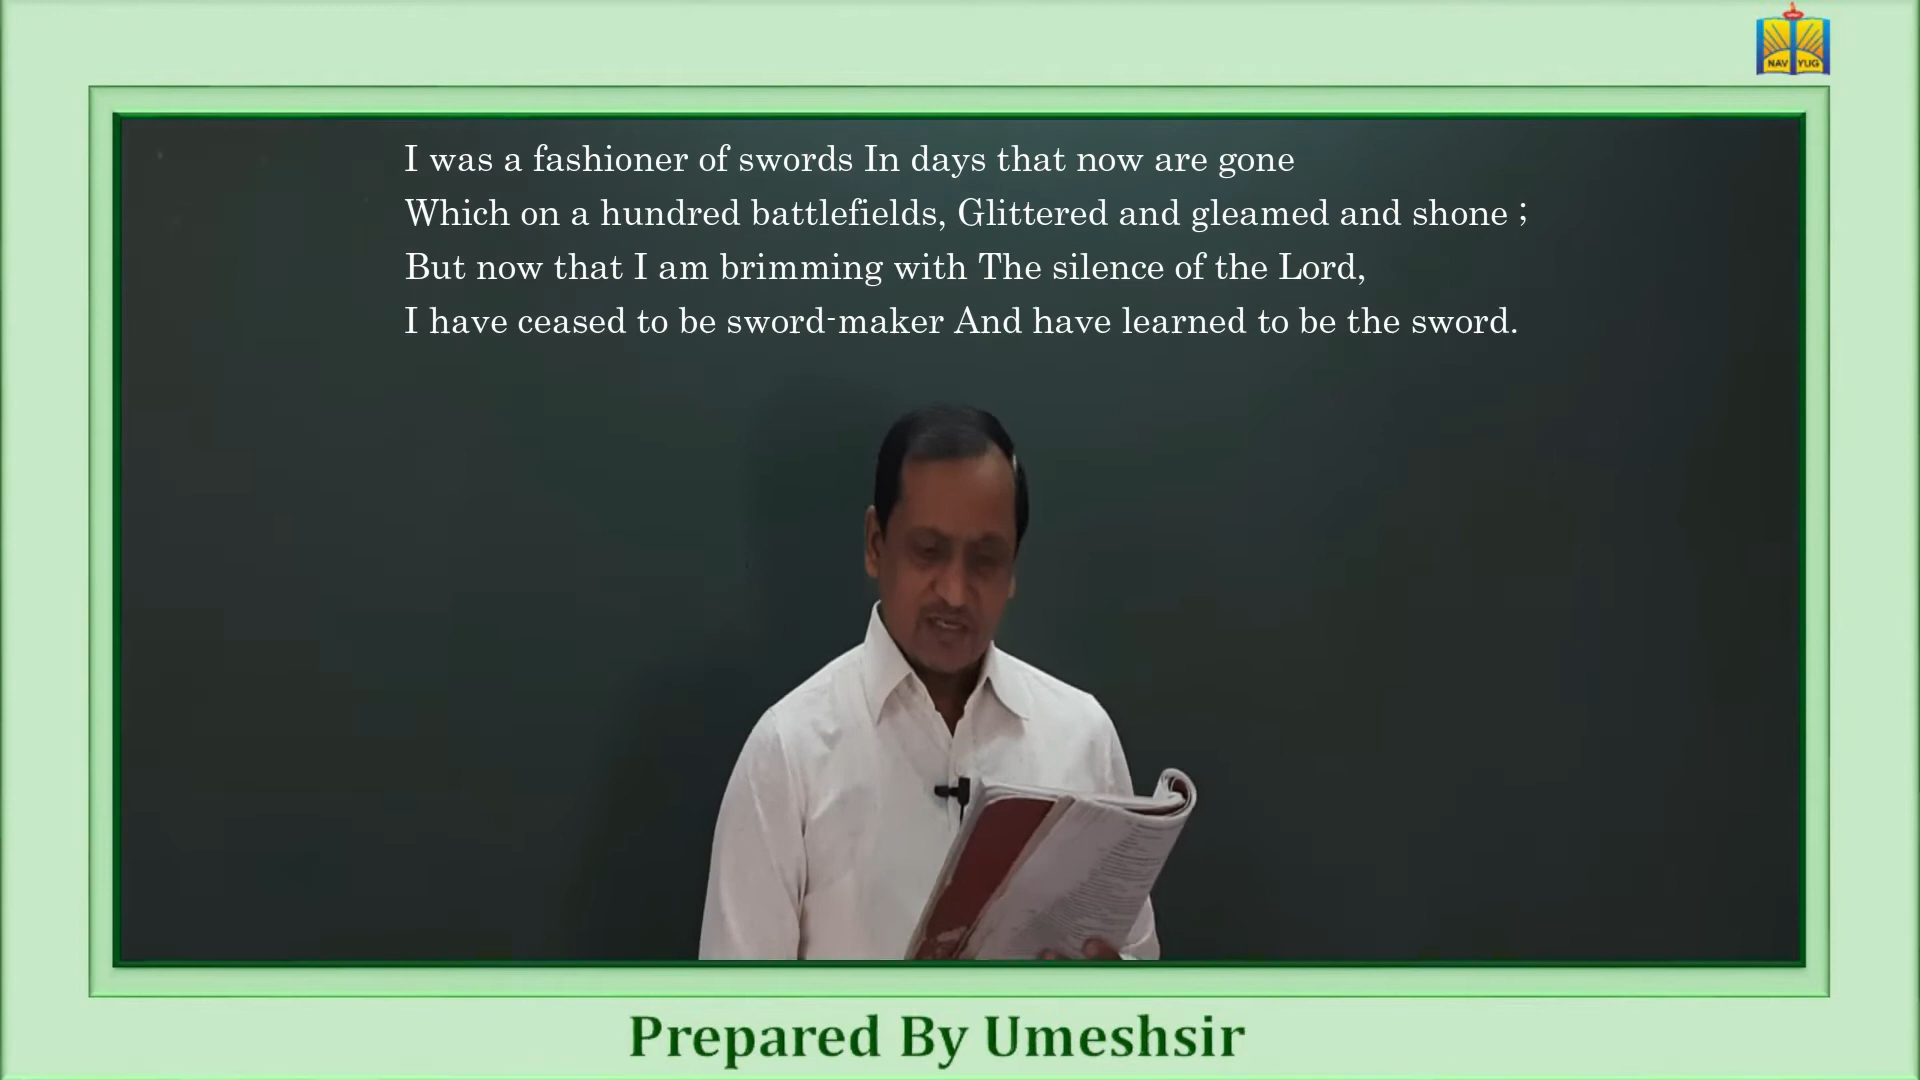 NAV YUG
I was a fashioner of swords In days that now are gone
Which on a hundred battlefields, Glittered and gleamed and shone ;
But now that I am brimming with The silence of the Lord,
I have ceased to be sword-maker And have learned to be the sword.
Prepared By Umeshsir